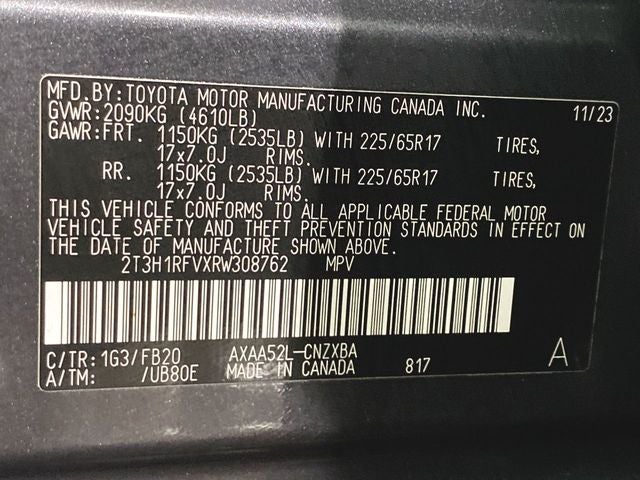 MFD.BY:TOYOTA MOTOR MANUFACTURING CANADA INC. 11/23
GVWR:2090KG (4610LB)
GAWR:FRT. 1150KG (2535LB) WITH 225/65R17 TIRES,
17x7.0J RIMS.
RR. 1150KG (2535LB) WITH 225/65R17 TIRES,
17x7.0J RIMS.
THIS VEHICLE CONFORMS TO ALL APPLICABLE FEDERAL MOTOR
VEHICLE SAFETY AND THEFT PREVENTION STANDARDS IN EFFECT ON
THE DATE OF MANUFACTURE SHOWN ABOVE.
2T3H1RFVXRW308762 MPV
C/TR:1G3/FB20 AXAA52L-CNZXBA A
A/TM: /UB80E MADE IN CANADA 817